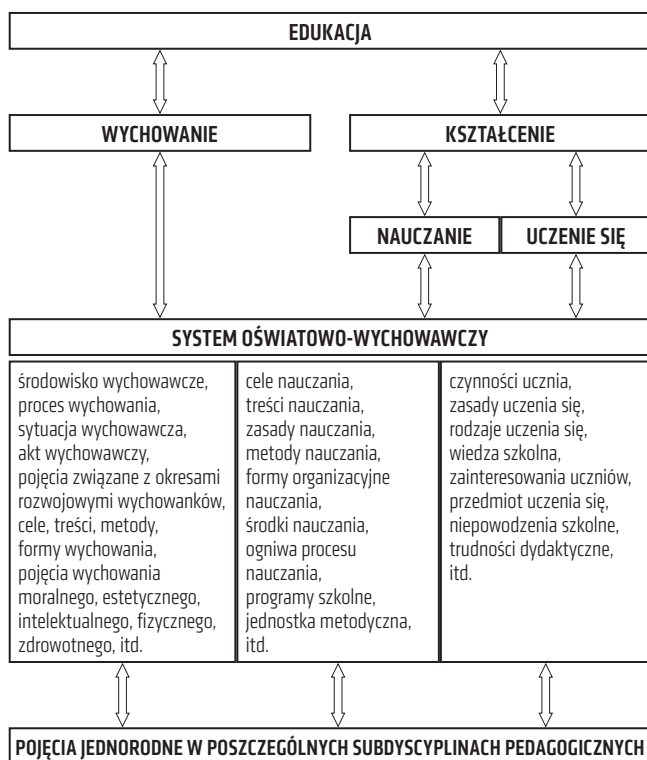 EDUKACJA
WYCHOWANIE
KSZTAŁCENIE
NAUCZANIE
UCZENIE SIĘ
SYSTEM OŚWIATOWO-WYCHOWAWCZY
środowisko wychowawcze,
proces wychowania,
sytuacja wychowawcza,
akt wychowawczy,
pojęcia związane z okresami
rozwojowymi wychowanków,
cele, treści, metody,
formy wychowania,
pojęcia wychowania
moralnego, estetycznego,
intelektualnego, fizycznego,
zdrowotnego, itd.
cele nauczania,
treści nauczania,
zasady nauczania,
metody nauczania,
formy organizacyjne
nauczania,
środki nauczania,
ogniwa procesu
nauczania,
programy szkolne,
jednostka metodyczna,
itd.
czynności ucznia,
zasady uczenia się,
rodzaje uczenia się,
wiedza szkolna,
zainteresowania uczniów,
przedmiot uczenia się,
niepowodzenia szkolne,
trudności dydaktyczne,
itd.
POJĘCIA JEDNORODNE W POSZCZEGÓLNYCH SUBDYSCYPLINACH PEDAGOGICZNYCH